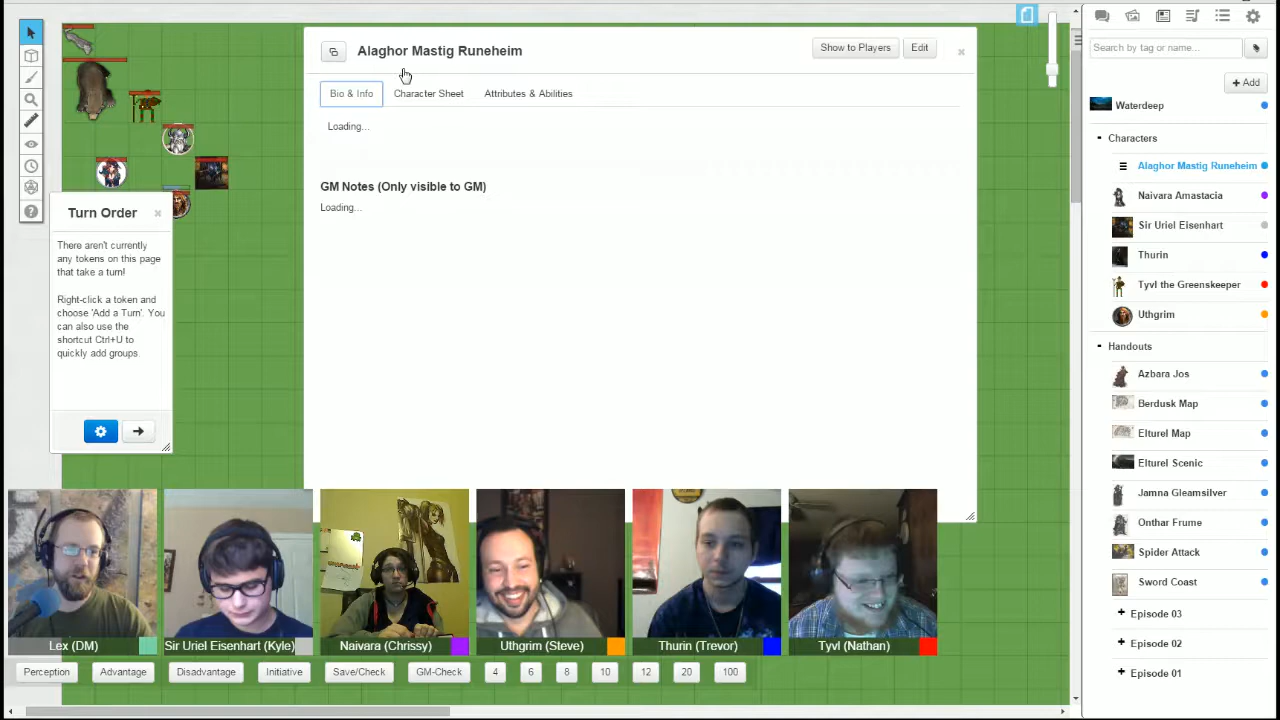 Alaghor Mastig Runeheim
Show to Players
Edit
Bio & Info
Character Sheet
Attributes & Abilities
Loading...
GM Notes (Only visible to GM)
Loading...
Turn Order
There aren't currently
any tokens on this page
that take a turn!
Right-click a token and
choose 'Add a Turn'. You
can also use the
shortcut Ctrl+U to
quickly add groups.
Lex (DM)
Sir Uriel Eisenhart (Kyle)
Naivara (Chrissy)
Uthgrim (Steve)
Thurin (Trevor)
Tyvl (Nathan)
Perception
Advantage
Disadvantage
Initiative
Save/Check
GM-Check
4
6
8
10
12
20
100
Search by tag or name...
+ Add
Waterdeep
- Characters
Alaghor Mastig Runeheim
Naivara Amastacia
Sir Uriel Eisenhart
Thurin
Tyvl the Greenskeeper
Uthgrim
- Handouts
Azbara Jos
Berdusk Map
Elturel Map
Elturel Scenic
Jamna Gleamsilver
Onthar Frume
Spider Attack
Sword Coast
+ Episode 03
+ Episode 02
+ Episode 01